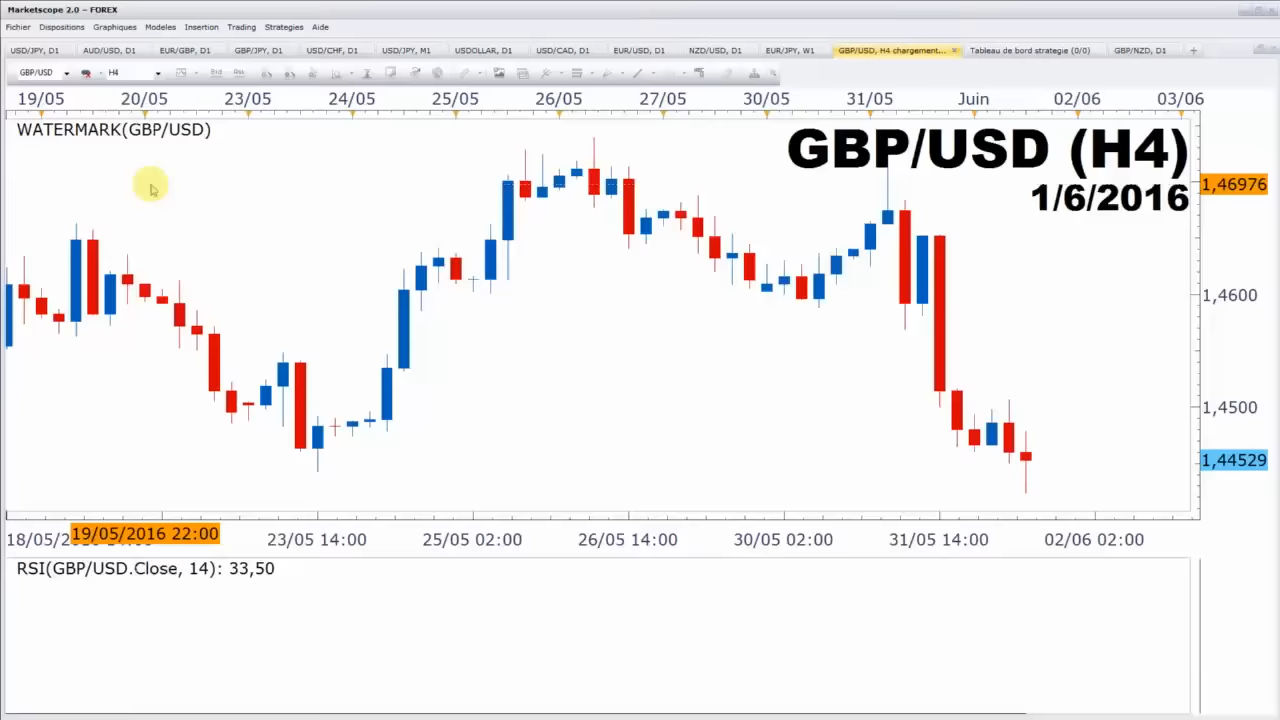 Marketscope 2.0 – FOREX
Fichier Dispositions Graphiques Modeles Insertion Trading Strategies Aide
USD/JPY, D1 AUD/USD, D1 EUR/GBP, D1 GBP/JPY, D1 USD/CHF, D1 USD/JPY, M1 USDOLLAR, D1 USD/CAD, D1 EUR/USD, D1 NZD/USD, D1 EUR/JPY, W1 GBP/USD, H4 chargement... Tableau de bord strategie (0/0) GBP/NZD, D1
GBP/USD H4 Bid
19/05 20/05 23/05 24/05 25/05 26/05 27/05 30/05 31/05 Juin 02/06 03/06
WATERMARK(GBP/USD)
GBP/USD (H4)
1/6/2016
1,46976
1,4600
1,4500
1,44529
18/05/ 19/05/2016 22:00 23/05 14:00 25/05 02:00 26/05 14:00 30/05 02:00 31/05 14:00 02/06 02:00
RSI(GBP/USD.Close, 14): 33,50